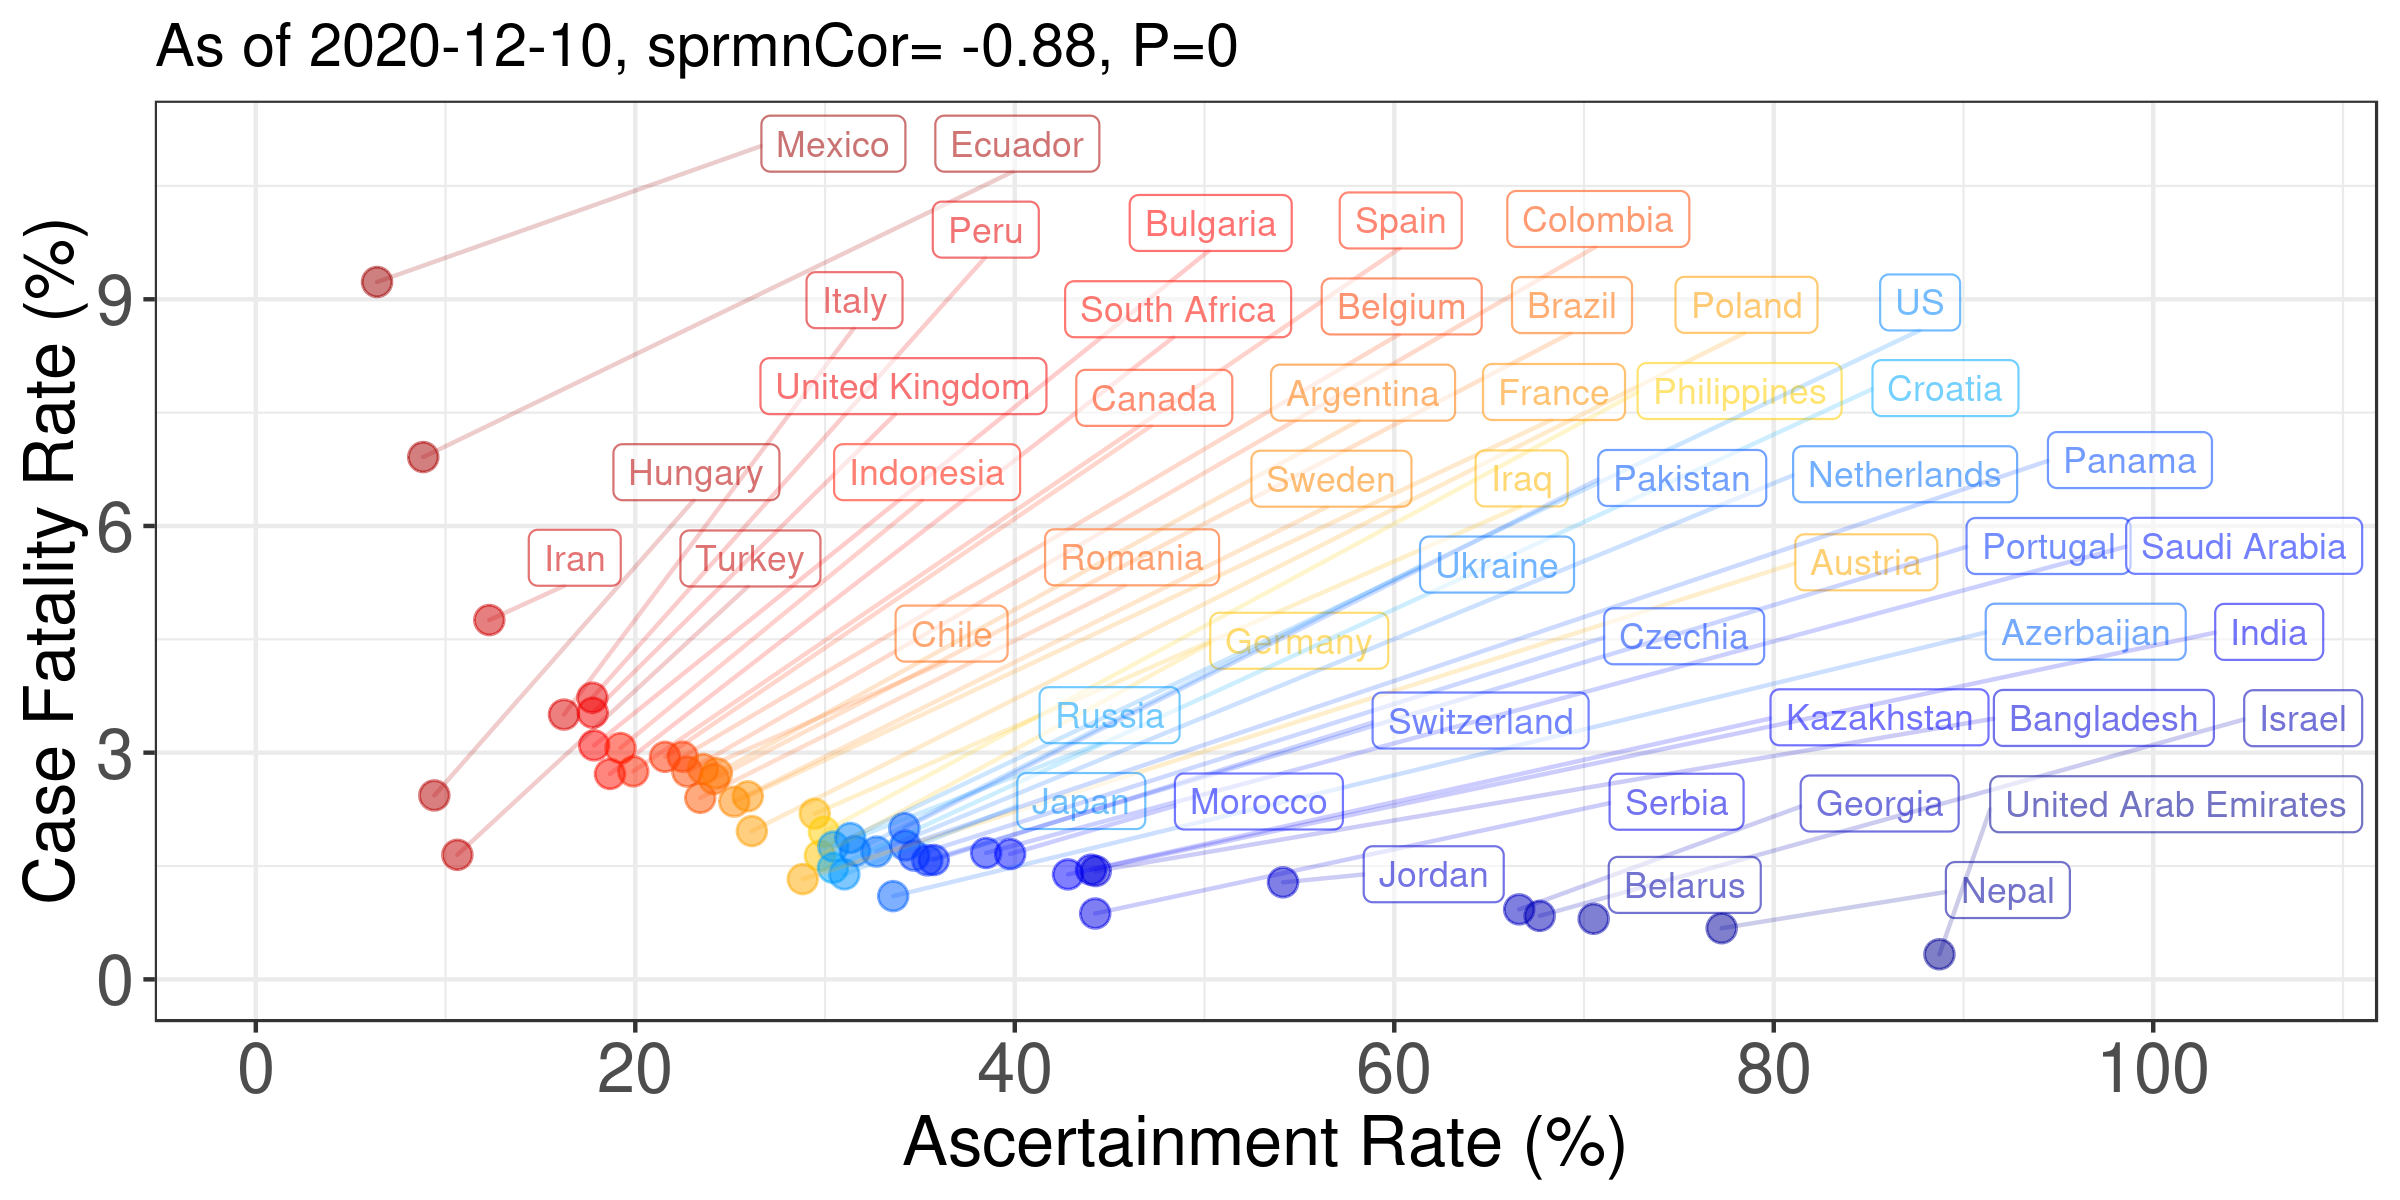 As of 2020-12-10, sprmnCor= -0.88, P=0
Case Fatality Rate (%)
9
6
3
0
Mexico
Ecuador
Peru
Bulgaria
Spain
Colombia
Italy
South Africa
Belgium
Brazil
Poland
US
United Kingdom
Canada
Argentina
France
Philippines
Croatia
Hungary
Indonesia
Sweden
Iraq
Pakistan
Netherlands
Panama
Iran
Turkey
Romania
Ukraine
Austria
Portugal
Saudi Arabia
Chile
Germany
Czechia
Azerbaijan
India
Russia
Switzerland
Kazakhstan
Bangladesh
Israel
Japan
Morocco
Serbia
Georgia
United Arab Emirates
Jordan
Belarus
Nepal
0
20
40
60
80
100
Ascertainment Rate (%)